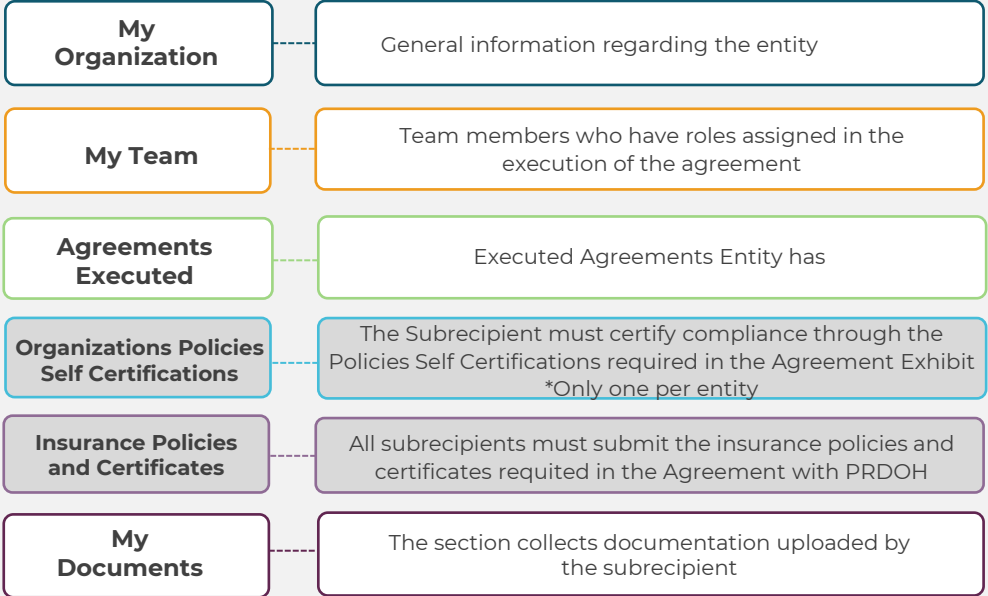 My
Organization
General information regarding the entity
My Team
Team members who have roles assigned in the
execution of the agreement
Agreements
Executed
Executed Agreements Entity has
Organizations Policies
Self Certifications
The Subrecipient must certify compliance through the
Policies Self Certifications required in the Agreement Exhibit
*Only one per entity
Insurance Policies
and Certificates
All subrecipients must submit the insurance policies and
certificates requited in the Agreement with PRDOH
My
Documents
The section collects documentation uploaded by
the subrecipient